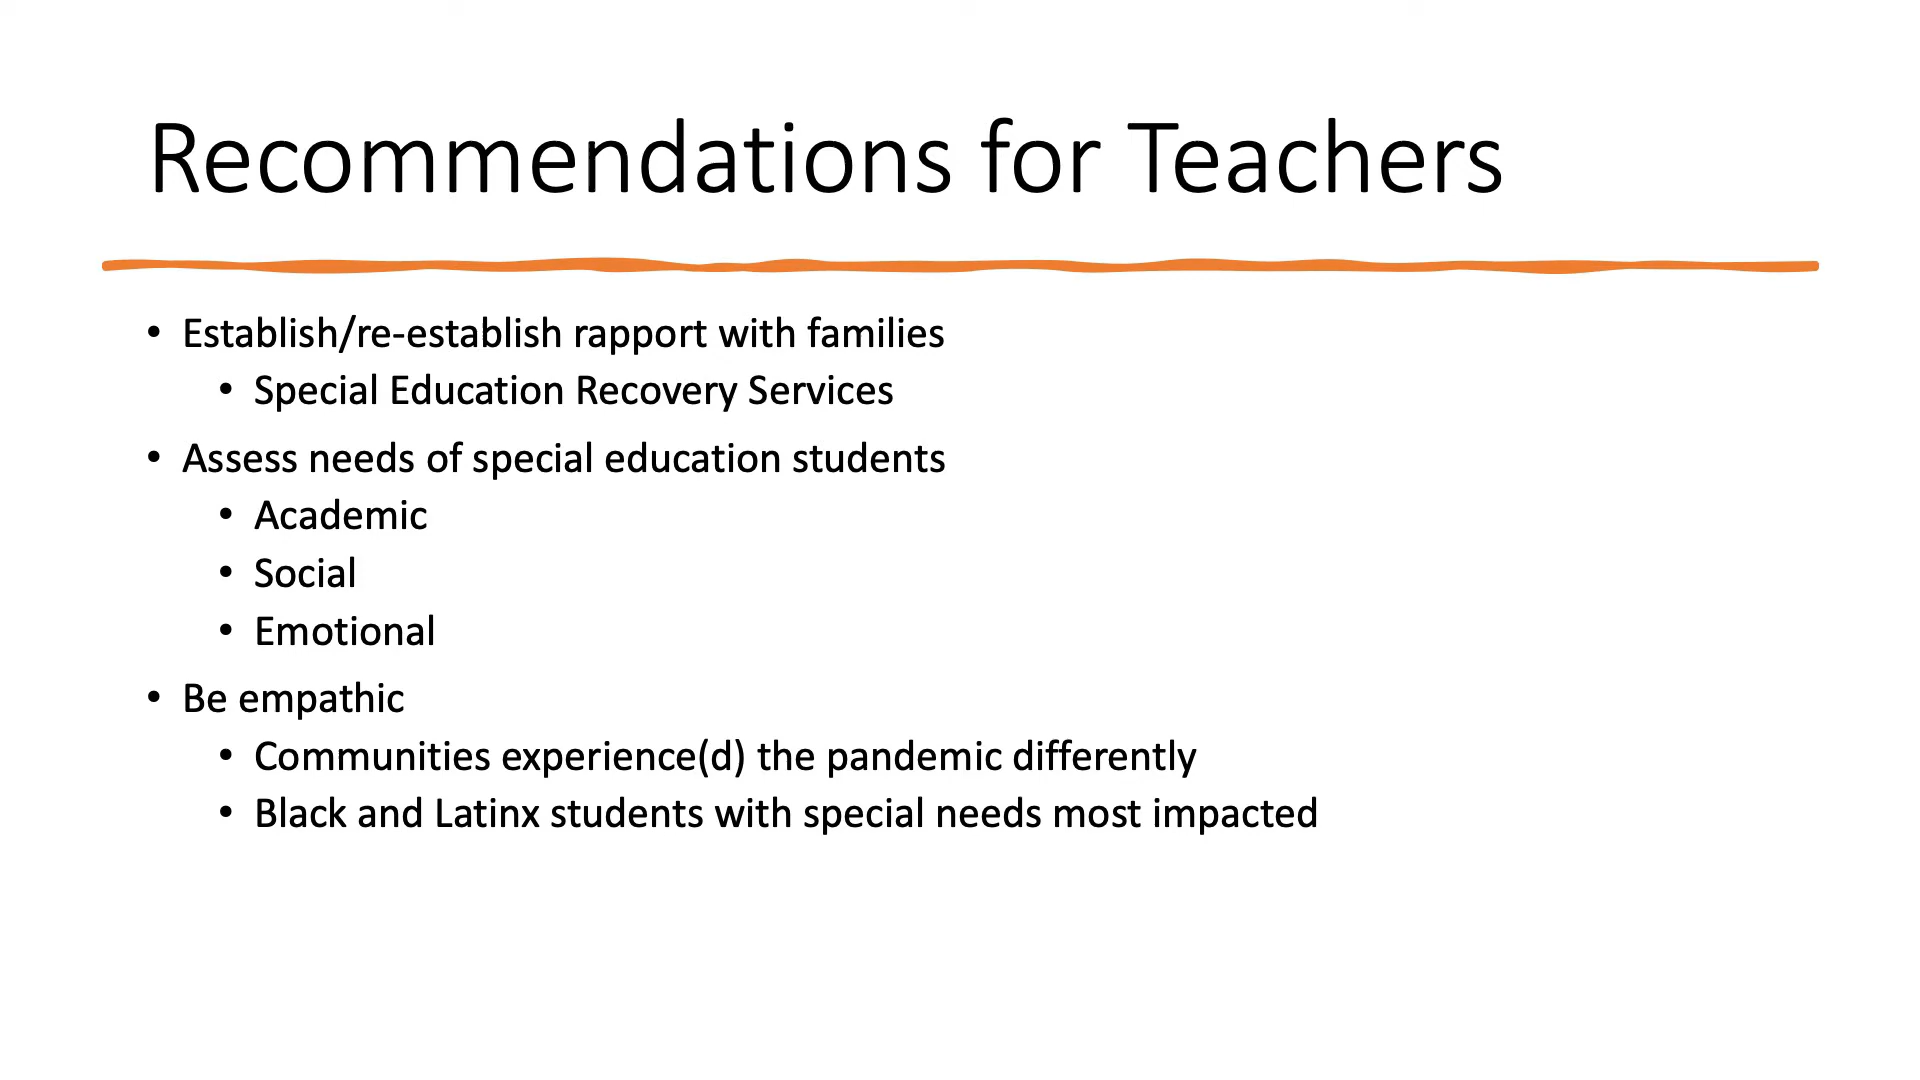 Recommendations for Teachers
• Establish/re-establish rapport with families
• Special Education Recovery Services
• Assess needs of special education students
• Academic
• Social
• Emotional
• Be empathic
• Communities experience(d) the pandemic differently
• Black and Latinx students with special needs most impacted